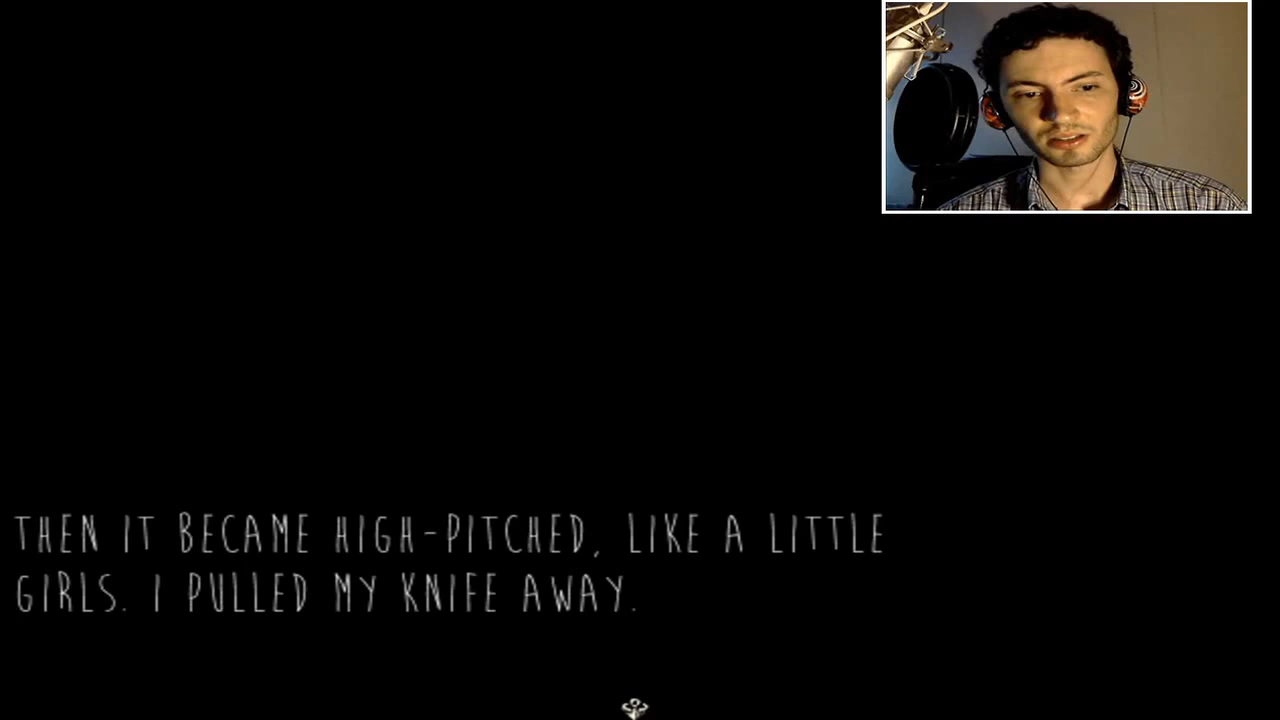 THEN IT BECAME HIGH-PITCHED, LIKE A LITTLE
GIRLS. I PULLED MY KNIFE AWAY.